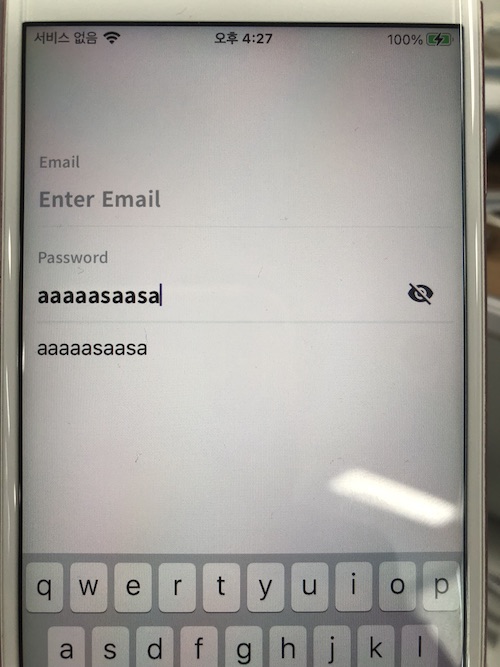 서비스 없음 오후 4:27 100%
Email
Enter Email
Password
aaaaasaasa
aaaaasaasa
q w e r t y u i o p
a s d f g h j k l